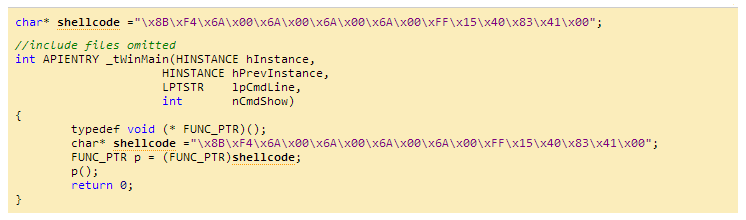 char* shellcode ="\x8B\xF4\x6A\x00\x6A\x00\x6A\x00\x6A\x00\xFF\x15\x40\x83\x41\x00";
//include files omitted
int APIENTRY _tWinMain(HINSTANCE hInstance,
HINSTANCE hPrevInstance,
LPTSTR lpCmdLine,
int nCmdShow)
{
typedef void (* FUNC_PTR)();
char* shellcode ="\x8B\xF4\x6A\x00\x6A\x00\x6A\x00\x6A\x00\xFF\x15\x40\x83\x41\x00";
FUNC_PTR p = (FUNC_PTR)shellcode;
p();
return 0;
}